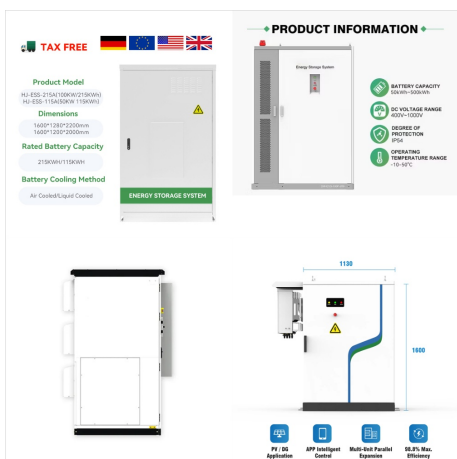 TAX FREE
Product Model
HJ-ESS-215A(100KW/215KWh)
HJ-ESS-115A(50KW 115KWh)
Dimensions
1600*1280*2200mm
1600*1200*2000mm
Rated Battery Capacity
215KWH/115KWH
Battery Cooling Method
Air Cooled/Liquid Cooled
ENERGY STORAGE SYSTEM
PRODUCT INFORMATION
Energy Storage System
BATTERY CAPACITY
50kWh~500kWh
DC VOLTAGE RANGE
400V~1000V
DEGREE OF
PROTECTION
IP54
OPERATING
TEMPERATURE RANGE
-10-50℃
1130
1600
PV / DG
Application
APP Intelligent
Control
Multi-Unit Parallel
Expansion
98.8% Max.
Efficiency